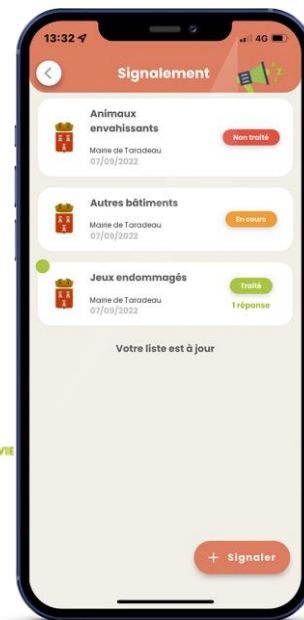 13:32 4G
Signalement
Animaux
envahissants
Non traité
Mairie de Taradeau
07/09/2022
Autres bâtiments
En cours
Mairie de Taradeau
07/09/2022
Jeux endommagés
Traité
Mairie de Taradeau
1 réponse
07/09/2022
Votre liste est à jour
VIE
+ Signaler